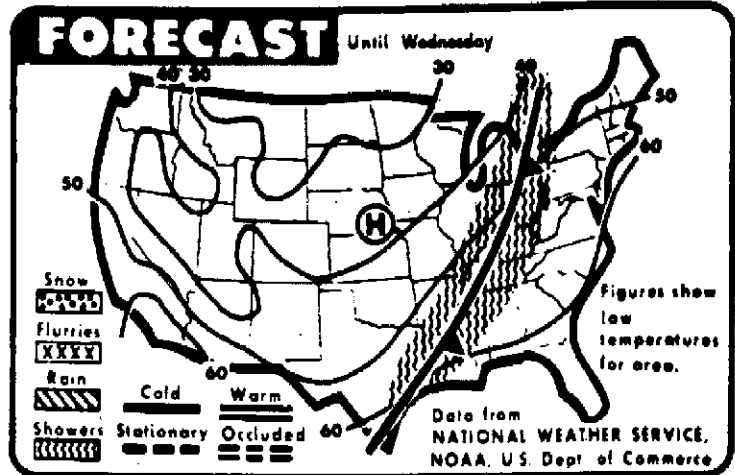 FORECAST Until Wednesday
40 30 30 40
50
60
50
H
Snow
Flurries
Rain
Showers
Cold Warm
Stationary Occluded
60
60
Figures show
low
temperatures
for area.
Data from
NATIONAL WEATHER SERVICE,
NOAA, U.S. Dept of Commerce